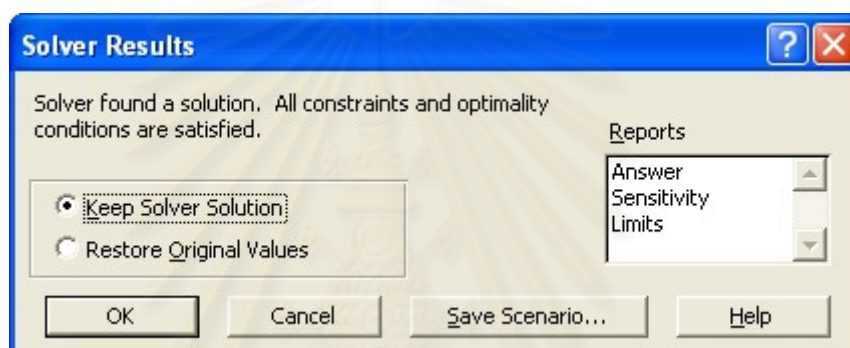 Solver Results
Solver found a solution. All constraints and optimality
conditions are satisfied.
Reports
Answer
Sensitivity
Limits
Keep Solver Solution
Restore Original Values
OK
Cancel
Save Scenario...
Help